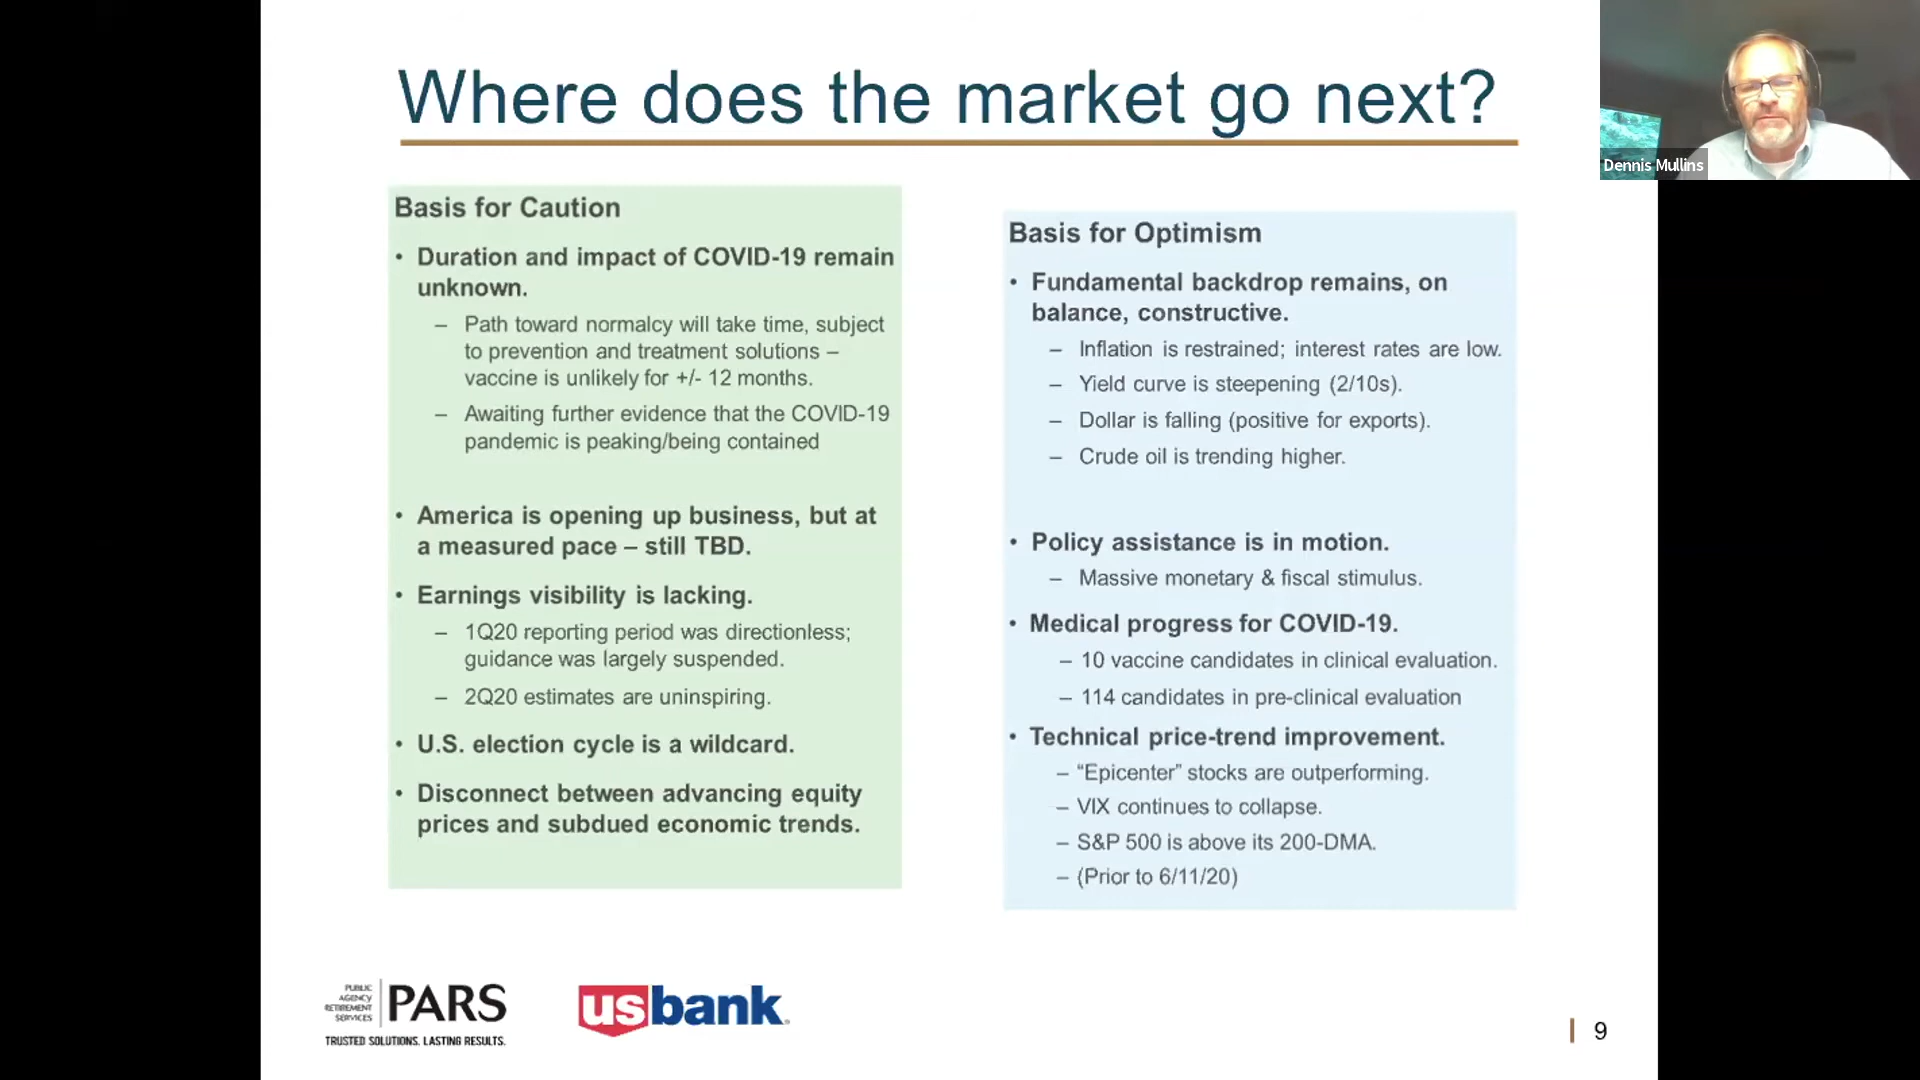 Where does the market go next?
Dennis Mullins
Basis for Caution
• Duration and impact of COVID-19 remain
unknown.
– Path toward normalcy will take time, subject
to prevention and treatment solutions –
vaccine is unlikely for +/- 12 months.
– Awaiting further evidence that the COVID-19
pandemic is peaking/being contained
• America is opening up business, but at
a measured pace – still TBD.
• Earnings visibility is lacking.
– 1Q20 reporting period was directionless;
guidance was largely suspended.
– 2Q20 estimates are uninspiring.
• U.S. election cycle is a wildcard.
• Disconnect between advancing equity
prices and subdued economic trends.
Basis for Optimism
• Fundamental backdrop remains, on
balance, constructive.
– Inflation is restrained; interest rates are low.
– Yield curve is steepening (2/10s).
– Dollar is falling (positive for exports).
– Crude oil is trending higher.
• Policy assistance is in motion.
– Massive monetary & fiscal stimulus.
• Medical progress for COVID-19.
– 10 vaccine candidates in clinical evaluation.
– 114 candidates in pre-clinical evaluation
• Technical price-trend improvement.
– “Epicenter” stocks are outperforming.
– VIX continues to collapse.
– S&P 500 is above its 200-DMA.
– (Prior to 6/11/20)
PUBLIC
AGENCY
RETIREMENT
SERVICES
PARS
TRUSTED SOLUTIONS. LASTING RESULTS.
usbank
9